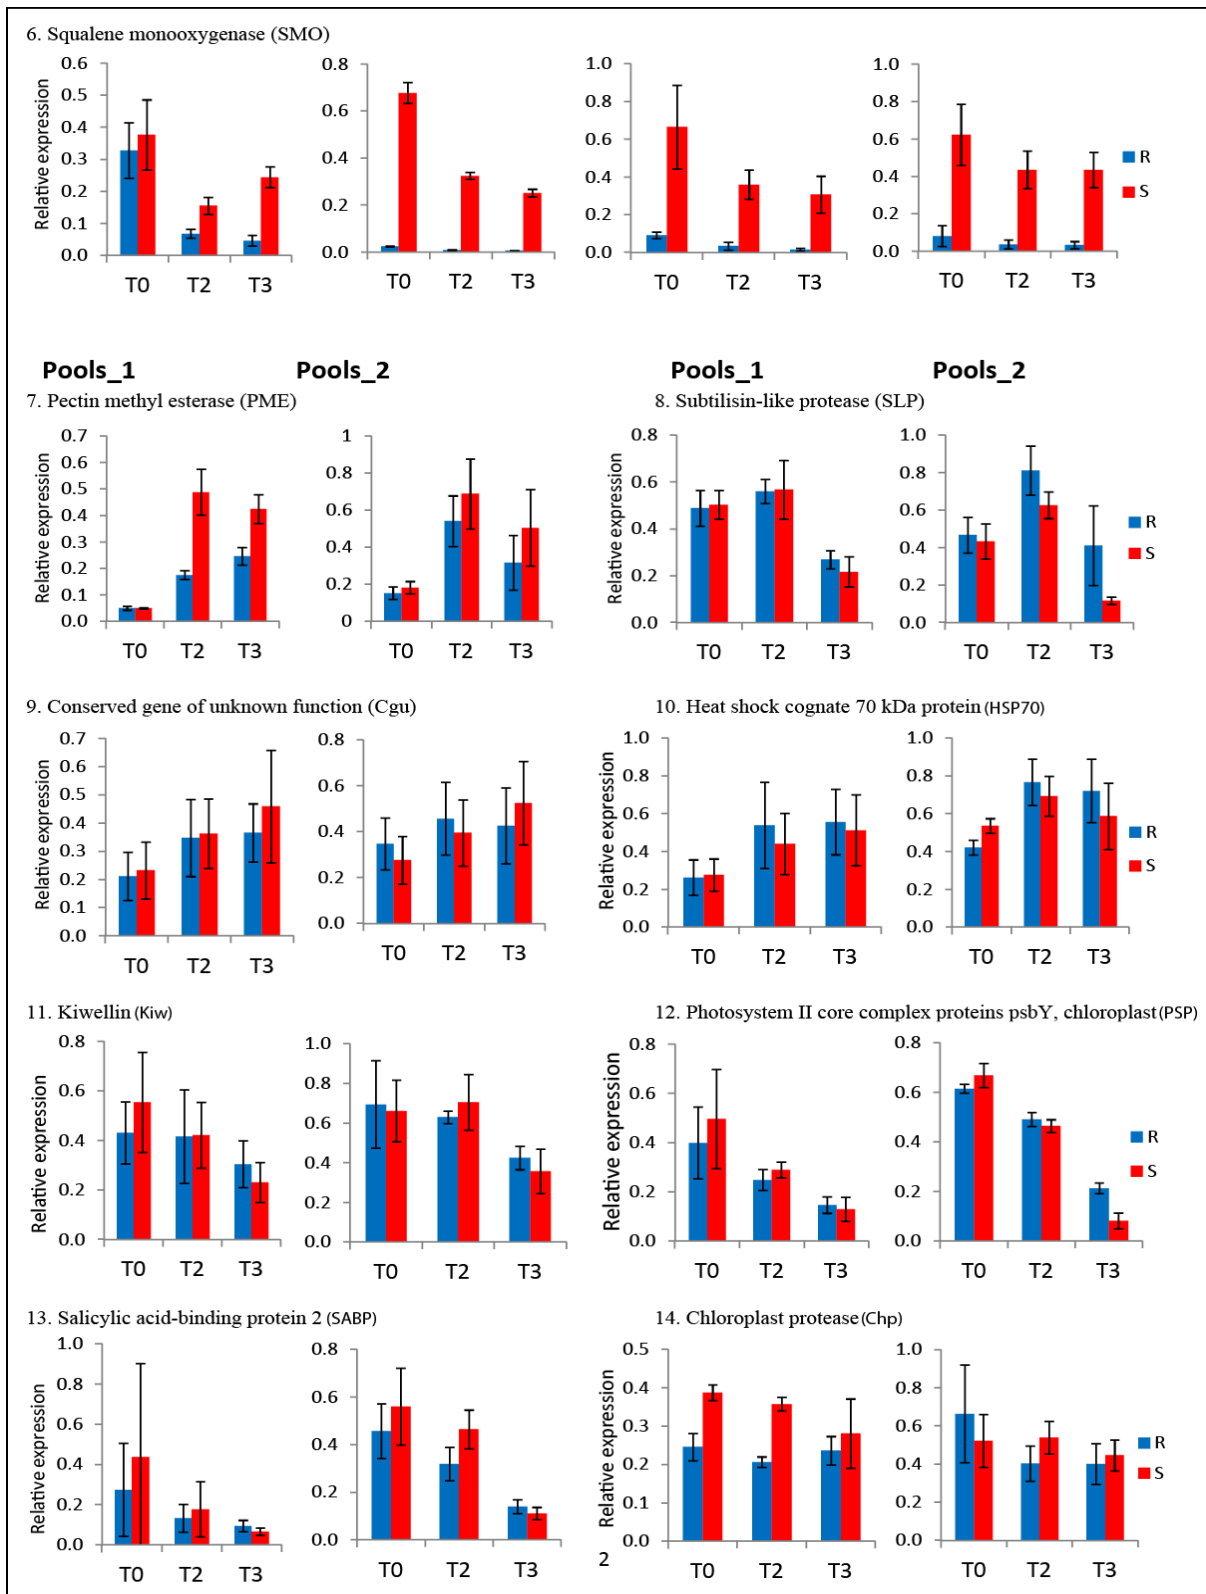 6. Squalene monooxygenase (SMO)
Relative expression
0.6
0.5
0.4
0.3
0.2
0.1
0.0
T0 T2 T3
0.8
0.6
0.4
0.2
0.0
T0 T2 T3
1.0
0.8
0.6
0.4
0.2
0.0
T0 T2 T3
1.0
0.8
0.6
0.4
0.2
0.0
T0 T2 T3
R
S
Pools_1 Pools_2 Pools_1 Pools_2
7. Pectin methyl esterase (PME)
Relative expression
0.7
0.6
0.5
0.4
0.3
0.2
0.1
0.0
T0 T2 T3
1
0.8
0.6
0.4
0.2
0
T0 T2 T3
8. Subtilisin-like protease (SLP)
Relative expression
0.8
0.6
0.4
0.2
0.0
T0 T2 T3
1.0
0.8
0.6
0.4
0.2
0.0
T0 T2 T3
R
S
9. Conserved gene of unknown function (Cgu)
Relative expression
0.7
0.6
0.5
0.4
0.3
0.2
0.1
0.0
T0 T2 T3
0.8
0.6
0.4
0.2
0.0
T0 T2 T3
10. Heat shock cognate 70 kDa protein (HSP70)
Relative expression
1.0
0.8
0.6
0.4
0.2
0.0
T0 T2 T3
1.0
0.8
0.6
0.4
0.2
0.0
T0 T2 T3
R
S
11. Kiwellin (Kiw)
Relative expression
0.8
0.6
0.4
0.2
0.0
T0 T2 T3
1.0
0.8
0.6
0.4
0.2
0.0
T0 T2 T3
12. Photosystem II core complex proteins psbY, chloroplast (PSP)
Relative expression
0.8
0.6
0.4
0.2
0.0
T0 T2 T3
0.8
0.6
0.4
0.2
0.0
T0 T2 T3
R
S
13. Salicylic acid-binding protein 2 (SABP)
Relative expression
1.0
0.8
0.6
0.4
0.2
0.0
T0 T2 T3
0.8
0.6
0.4
0.2
0.0
T0 T2 T3
14. Chloroplast protease (Chp)
Relative expression
0.5
0.4
0.3
0.2
0.1
0.0
T0 T2 T3
1.0
0.8
0.6
0.4
0.2
0.0
T0 T2 T3
R
S
2